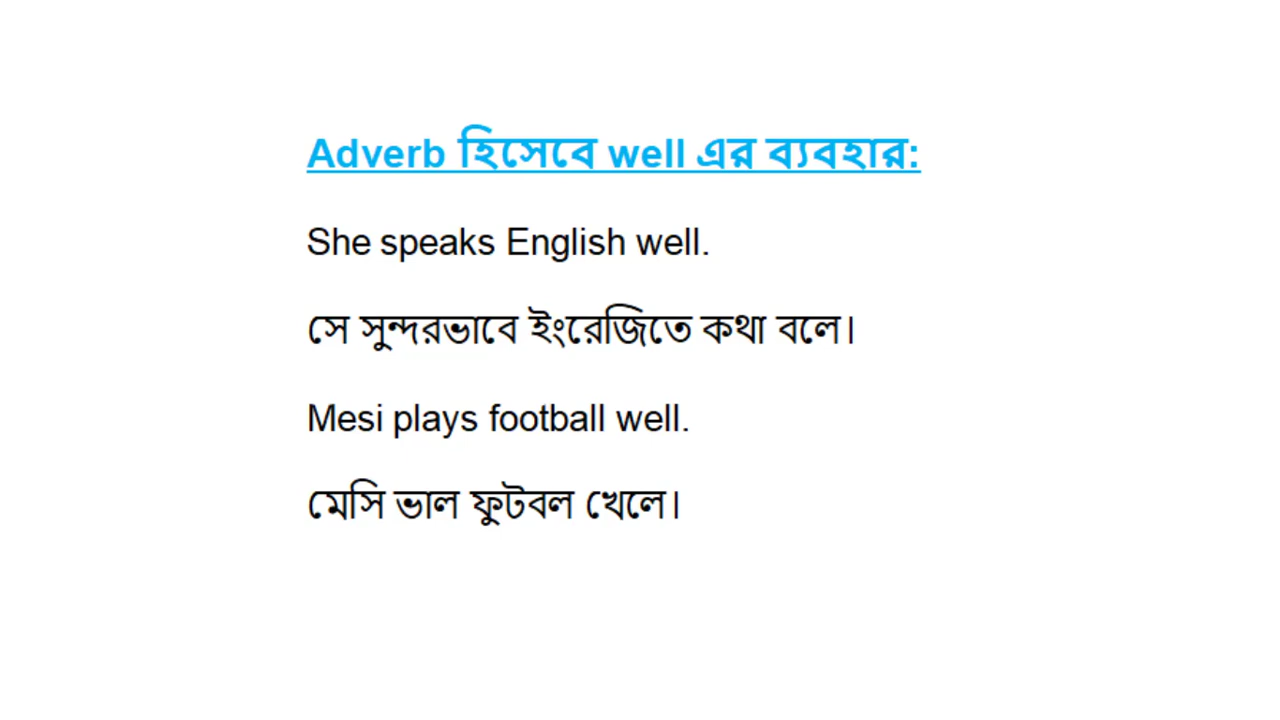 Adverb হিসেবে well এর ব্যবহার:
She speaks English well.
সে সুন্দরভাবে ইংরেজিতে কথা বলে।
Mesi plays football well.
মেসি ভাল ফুটবল খেলে।